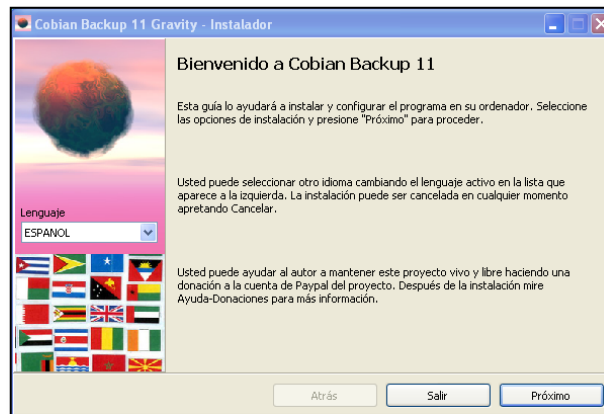 Cobian Backup 11 Gravity - Instalador
Bienvenido a Cobian Backup 11
Esta guía lo ayudará a instalar y configurar el programa en su ordenador. Seleccione
las opciones de instalación y presione "Próximo" para proceder.
Usted puede seleccionar otro idioma cambiando el lenguaje activo en la lista que
aparece a la izquierda. La instalación puede ser cancelada en cualquier momento
apretando Cancelar.
Lenguaje
ESPANOL
Usted puede ayudar al autor a mantener este proyecto vivo y libre haciendo una
donación a la cuenta de Paypal del proyecto. Después de la instalación mire
Ayuda-Donaciones para más información.
Atrás Salir Próximo